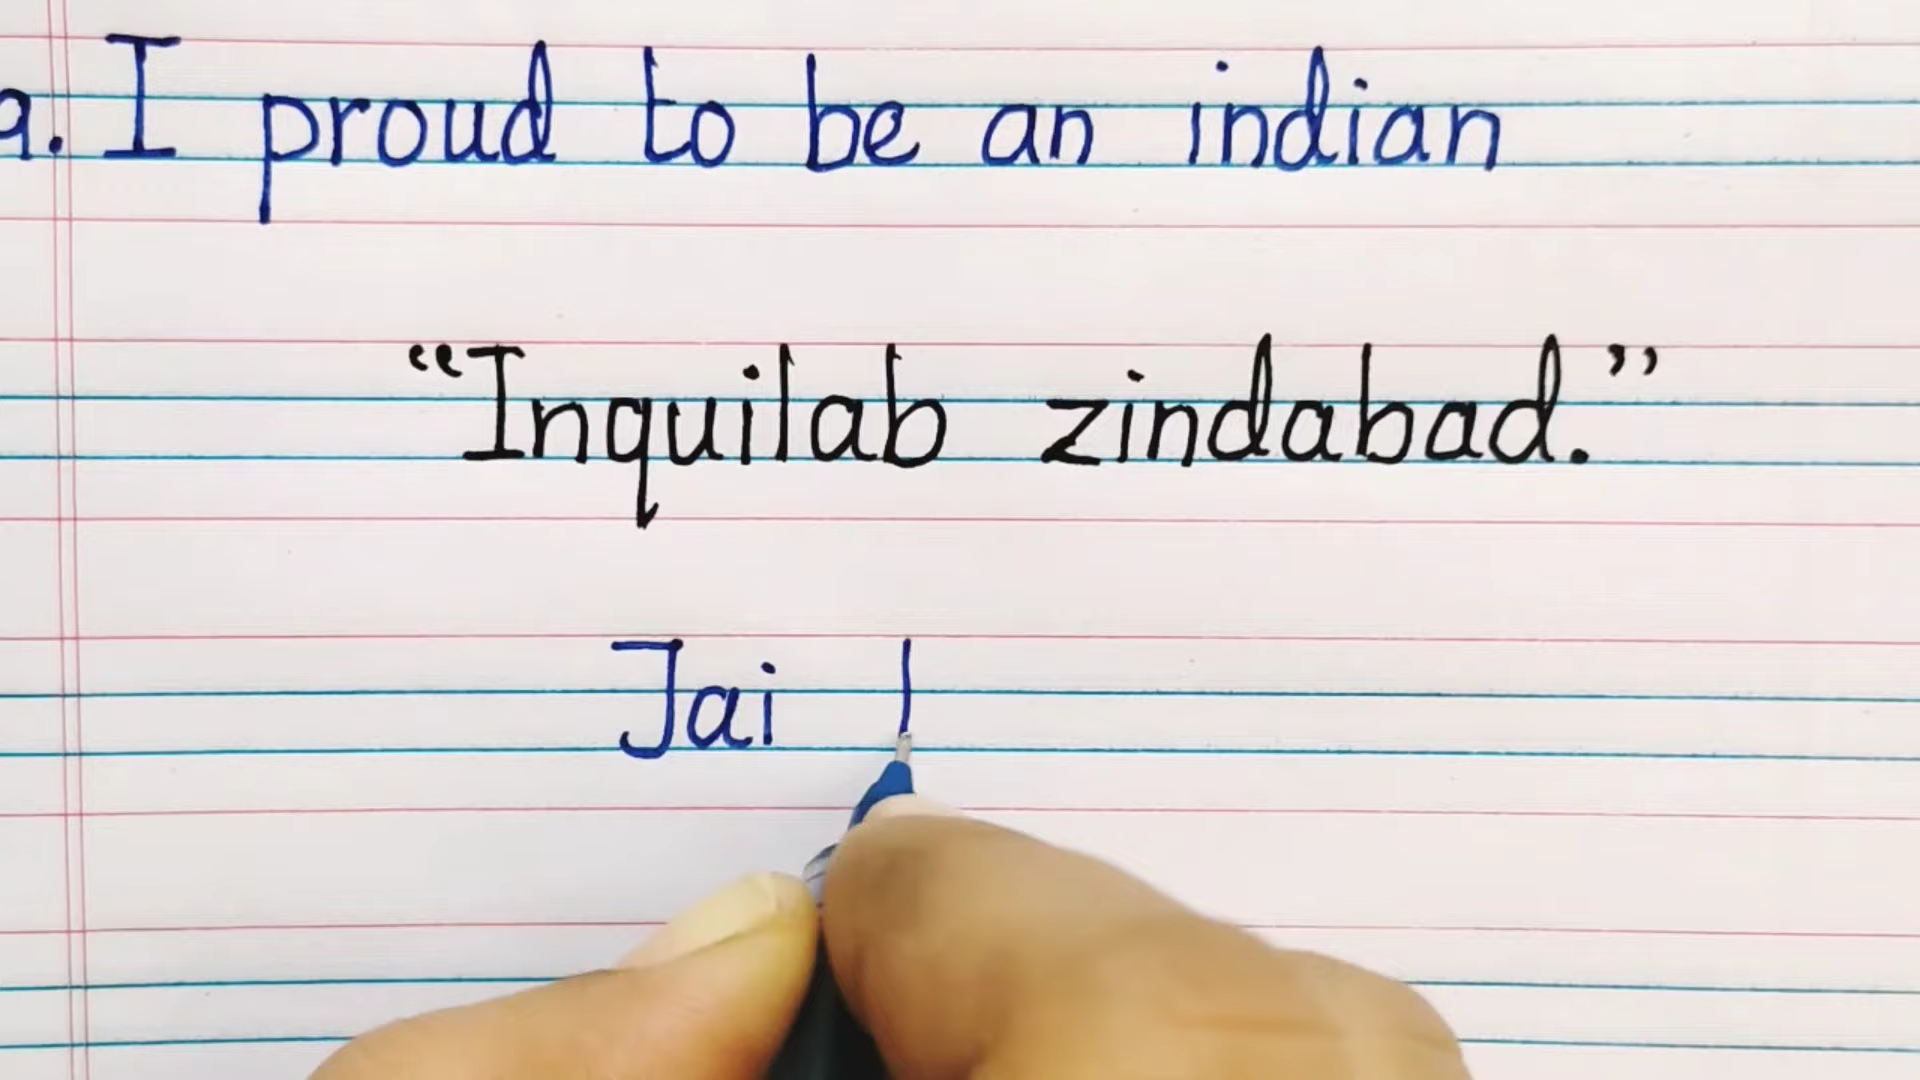 9. I proud to be an indian
“Inquilab zindabad.”
Jai